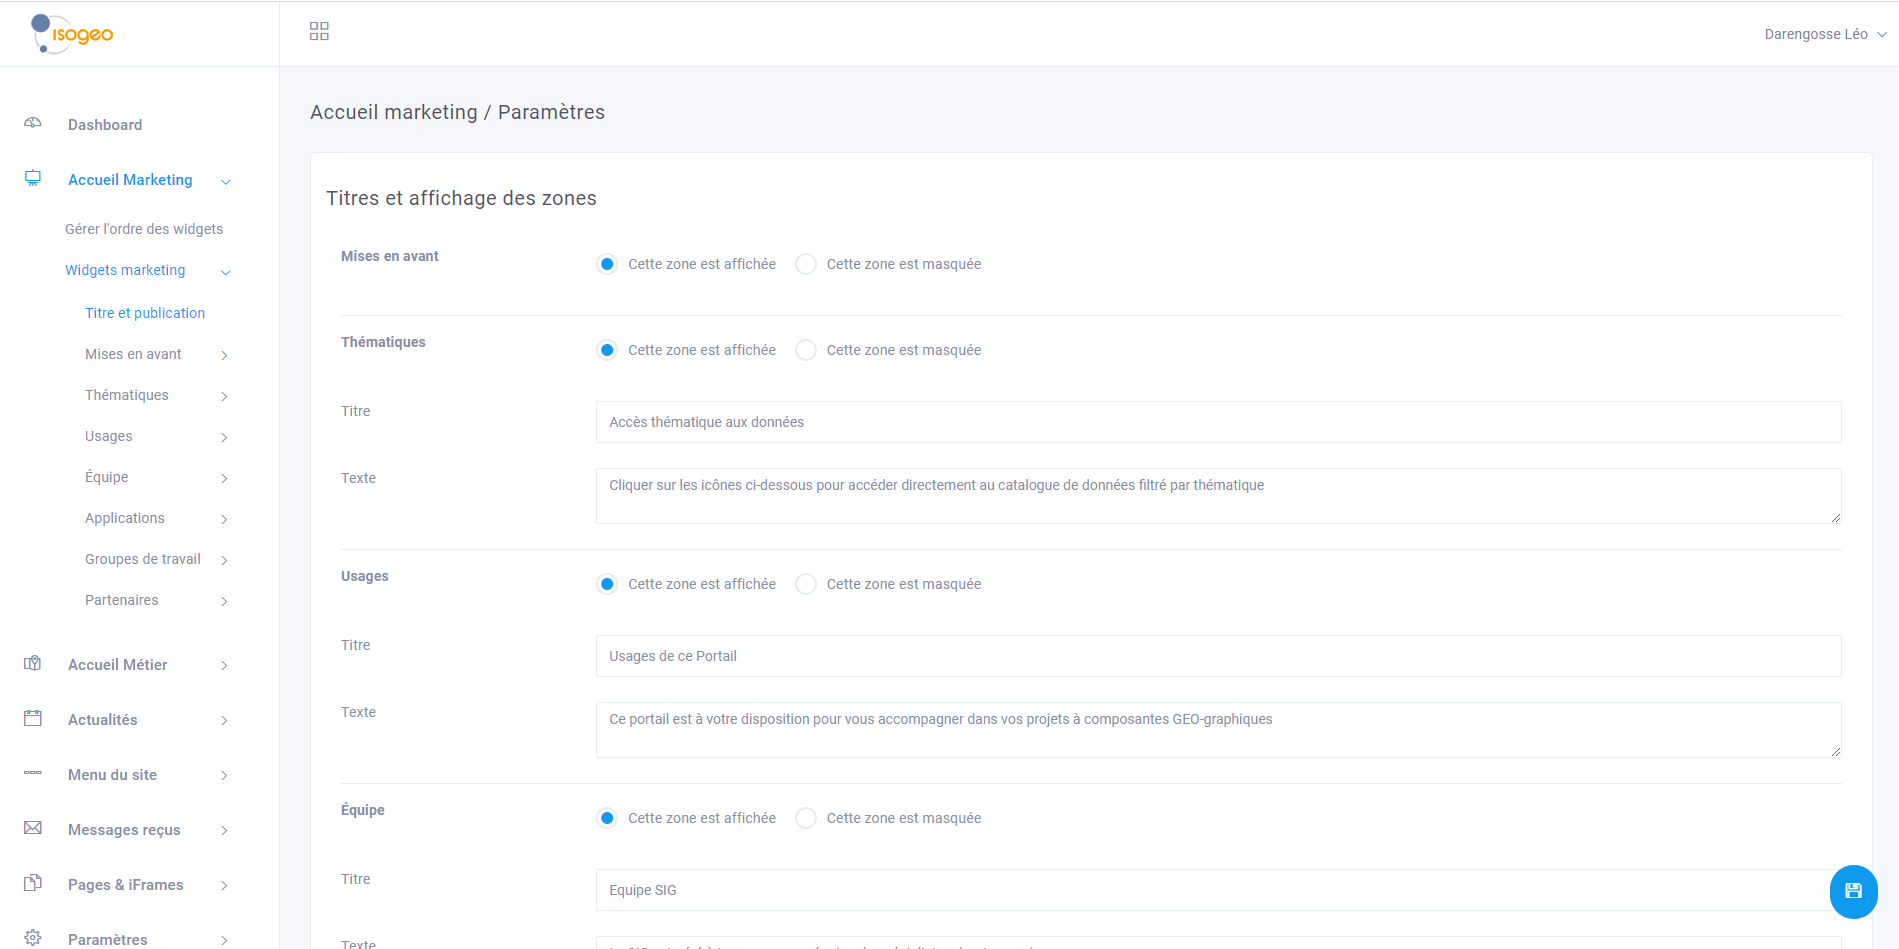 isogeo
Darengosse Léo
Dashboard
Accueil Marketing
Gérer l'ordre des widgets
Widgets marketing
Titre et publication
Mises en avant
Thématiques
Usages
Équipe
Applications
Groupes de travail
Partenaires
Accueil Métier
Actualités
Menu du site
Messages reçus
Pages & iFrames
Paramètres
Accueil marketing / Paramètres
Titres et affichage des zones
Mises en avant
Cette zone est affichée Cette zone est masquée
Thématiques
Cette zone est affichée Cette zone est masquée
Titre
Accès thématique aux données
Texte
Cliquer sur les icônes ci-dessous pour accéder directement au catalogue de données filtré par thématique
Usages
Cette zone est affichée Cette zone est masquée
Titre
Usages de ce Portail
Texte
Ce portail est à votre disposition pour vous accompagner dans vos projets à composantes GEO-graphiques
Équipe
Cette zone est affichée Cette zone est masquée
Titre
Equipe SIG
Texte